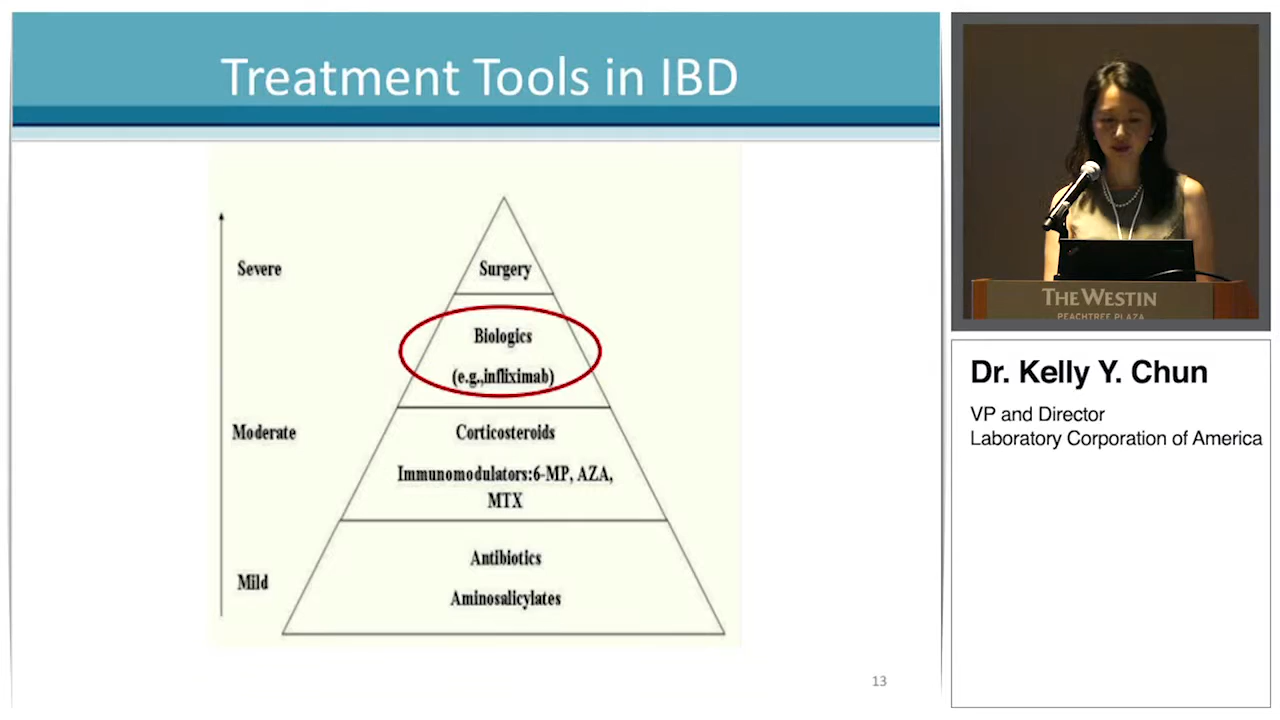 Treatment Tools in IBD
Severe
Surgery
Biologics
(e.g.,infliximab)
Moderate
Corticosteroids
Immunomodulators:6-MP, AZA,
MTX
Antibiotics
Mild
Aminosalicylates
13
THE WESTIN
PEACHTREE PLAZA
Dr. Kelly Y. Chun
VP and Director
Laboratory Corporation of America